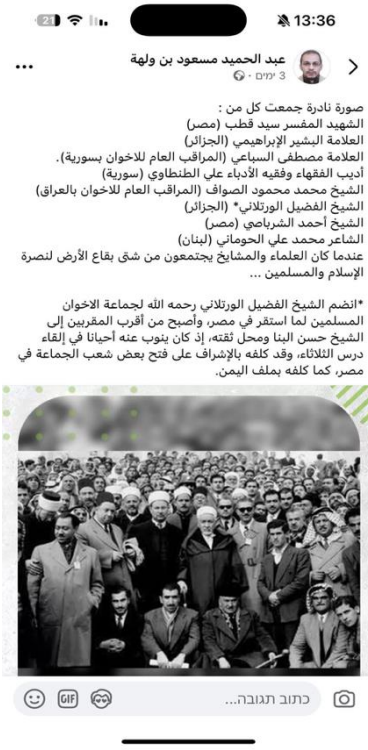 13:36
21
عبد الحميد مسعود بن ولهة
3 ימים ·
صورة نادرة جمعت كل من :
الشهيد المفسر سيد قطب (مصر)
العلامة البشير الإبراهيمي (الجزائر)
العلامة مصطفى السباعي (المراقب العام للاخوان بسورية).
أديب الفقهاء وفقيه الأدباء علي الطنطاوي (سورية)
الشيخ محمد محمود الصواف (المراقب العام للاخوان بالعراق)
الشيخ الفضيل الورتلاني* (الجزائر)
الشيخ أحمد الشرباصي (مصر)
الشاعر محمد علي الحوماني (لبنان)
عندما كان العلماء والمشايخ يجتمعون من شتى بقاع الأرض لنصرة
الإسلام والمسلمين ...
*انضم الشيخ الفضيل الورتلاني رحمه الله لجماعة الاخوان
المسلمين لما استقر في مصر، وأصبح من أقرب المقربين إلى
الشيخ حسن البنا ومحل ثقته، إذ كان ينوب عنه أحيانا في إلقاء
درس الثلاثاء، وقد كلفه بالإشراف على فتح بعض شعب الجماعة في
مصر، كما كلفه بملف اليمن.
כתוב תגובה...
GIF